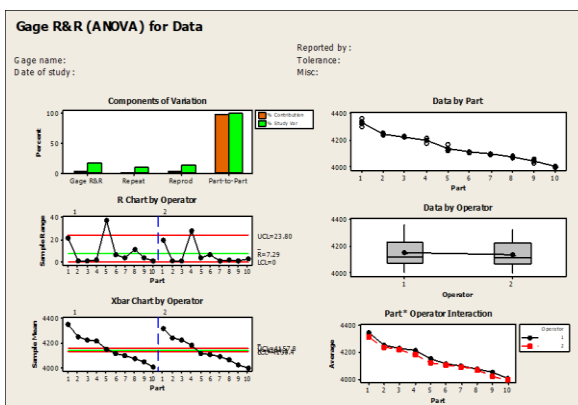 Gage R&R (ANOVA) for Data
Gage name:
Date of study:
Reported by:
Tolerance:
Misc:
Components of Variation
Percent
100
50
0
Gage R&R Repeat Reprod Part-to-Part
% Contribution
% Study Var
Data by Part
4400
4200
4000
1 2 3 4 5 6 7 8 9 10
Part
R Chart by Operator
Sample Range
1 2
40
20
0
UCL=23.80
R=7.29
LCL=0
1 2 3 4 5 6 7 8 9 10 1 2 3 4 5 6 7 8 9 10
Part
Data by Operator
4400
4200
4000
1 2
Operator
Xbar Chart by Operator
Sample Mean
1 2
4400
4200
4000
1 2 3 4 5 6 7 8 9 10 1 2 3 4 5 6 7 8 9 10
Part
Part* Operator Interaction
Average
4400
4200
4000
1 2 3 4 5 6 7 8 9 10
Part
Operator
1
2